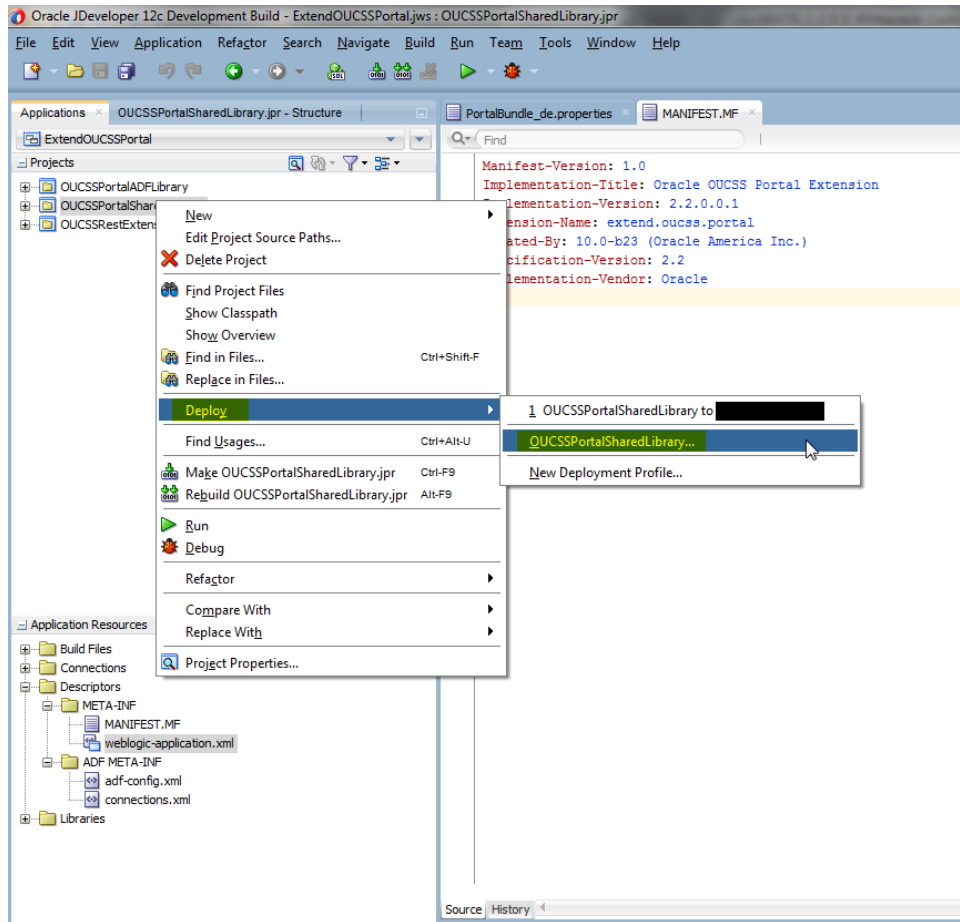 Oracle JDeveloper 12c Development Build - ExtendOUCSSPortal.jws : OUCSSPortalSharedLibrary.jpr
File Edit View Application Refactor Search Navigate Build Run Team Tools Window Help
Applications OUCSSPortalSharedLibrary.jpr - Structure
ExtendOUCSSPortal
Projects
OUCSSPortalADFLibrary
OUCSSPortalShar
OUCSSRestExtens
New
Edit Project Source Paths...
Delete Project
Find Project Files
Show Classpath
Show Overview
Find in Files... Ctrl+Shift-F
Replace in Files...
Deploy
Find Usages... Ctrl+Alt-U
Make OUCSSPortalSharedLibrary.jpr Ctrl-F9
Rebuild OUCSSPortalSharedLibrary.jpr Alt-F9
Run
Debug
Refactor
Compare With
Replace With
Project Properties...
1 OUCSSPortalSharedLibrary to
OUCSSPortalSharedLibrary...
New Deployment Profile...
Application Resources
Build Files
Connections
Descriptors
META-INF
MANIFEST.MF
weblogic-application.xml
ADF META-INF
adf-config.xml
connections.xml
Libraries
PortalBundle_de.properties MANIFEST.MF
Find
Manifest-Version: 1.0
Implementation-Title: Oracle OUCSS Portal Extension
plementation-Version: 2.2.0.0.1
ension-Name: extend.oucss.portal
ated-By: 10.0-b23 (Oracle America Inc.)
cification-Version: 2.2
lementation-Vendor: Oracle
Source History